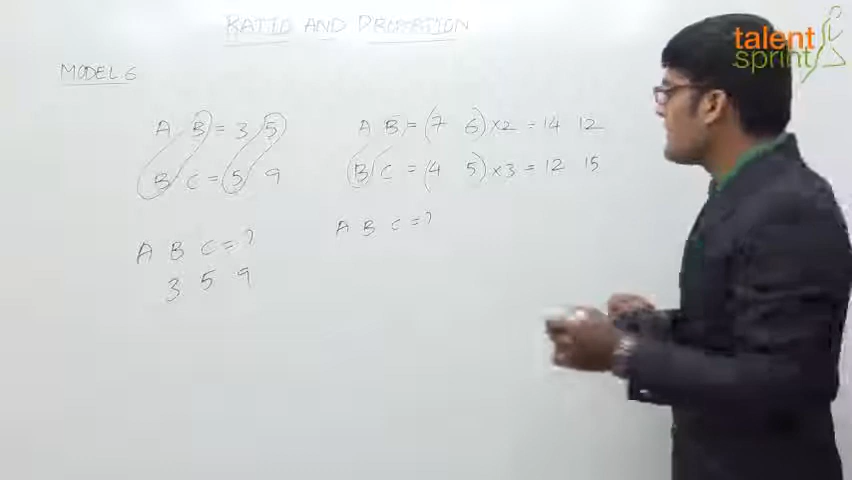 RATIO AND PROPORTION
talent
sprint
MODEL-6
A B = 3 5
B C = 5 9
A B C = ?
3 5 9
A B = (7 6) × 2 = 14 12
B C = (4 5) × 3 = 12 15
A B C = ?